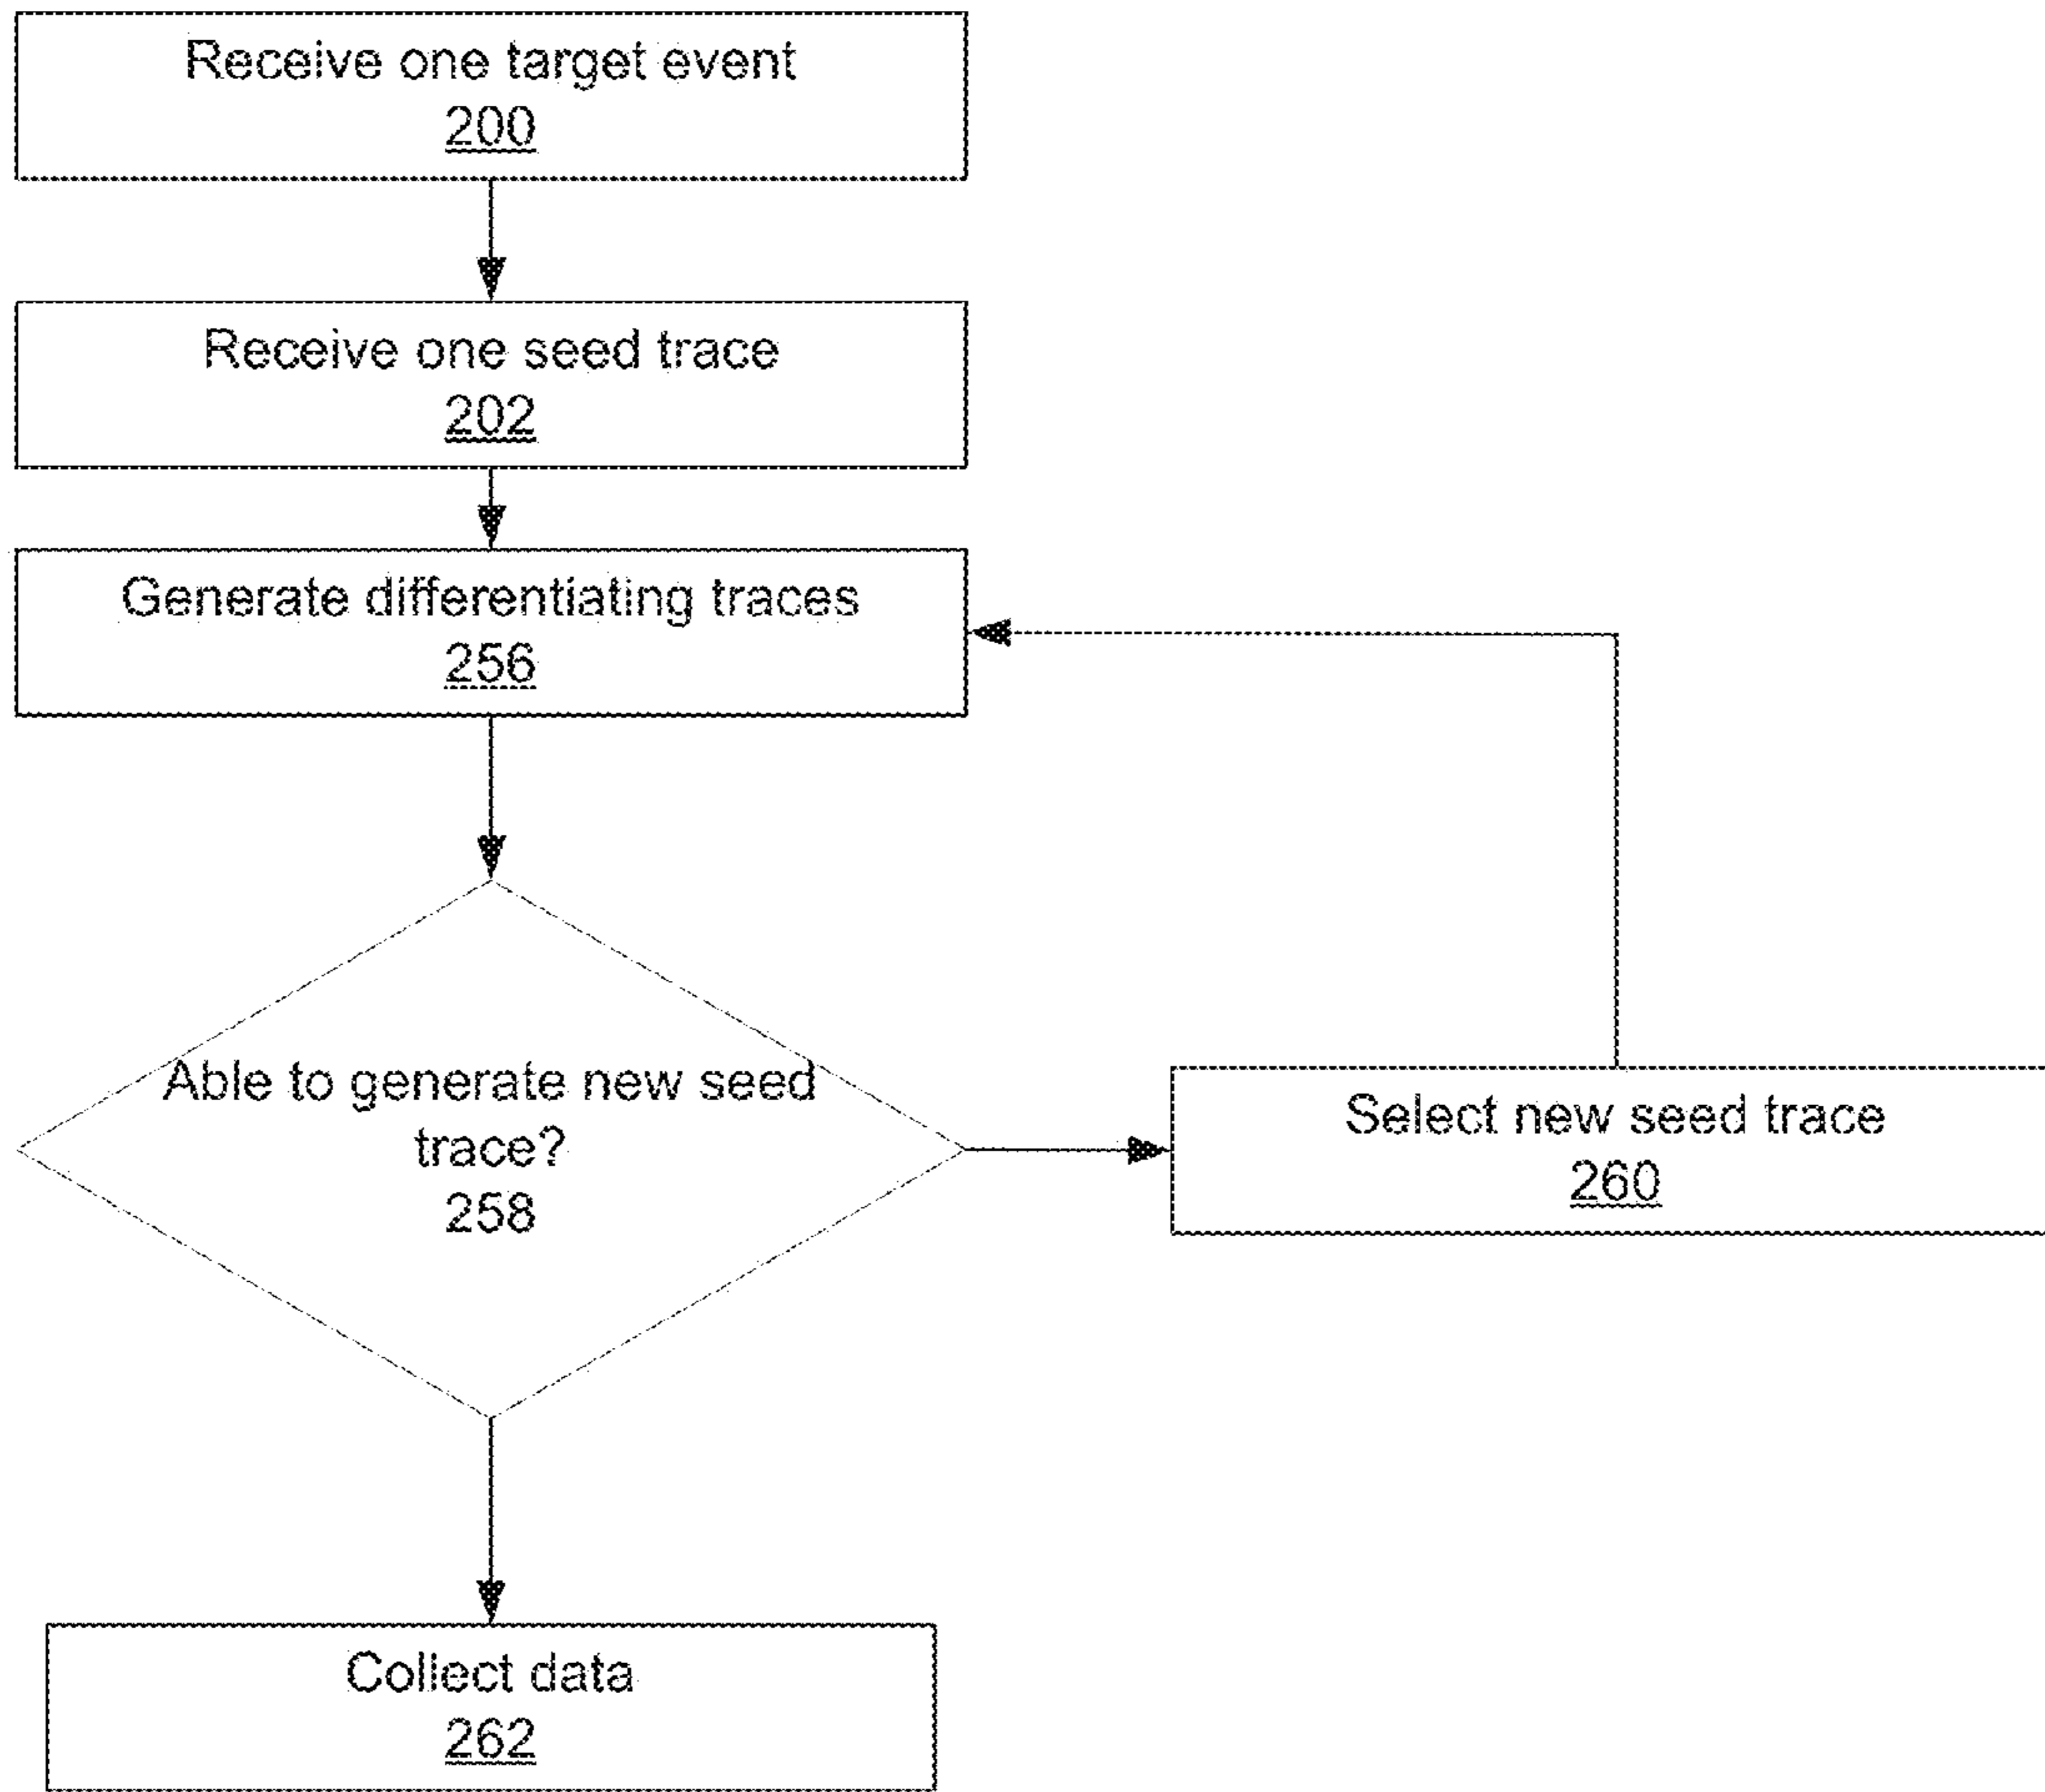 Receive one target event
200
Receive one seed trace
202
Generate differentiating traces
256
Able to generate new seed
trace?
258
Select new seed trace
260
Collect data
262